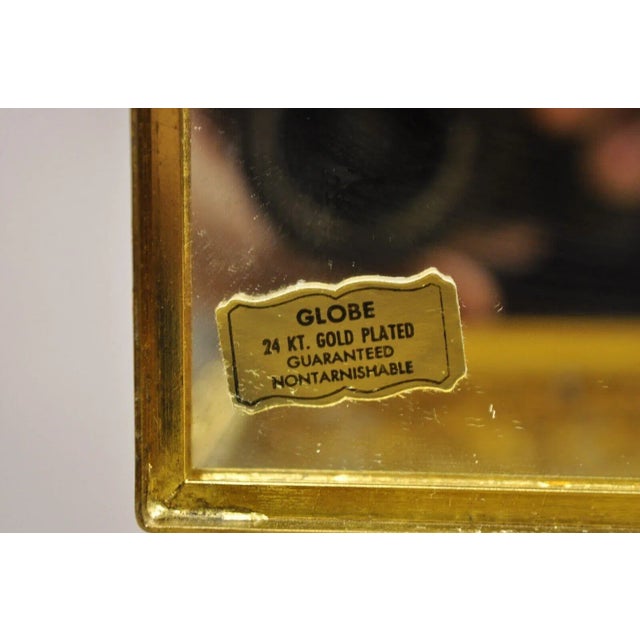 GLOBE
24 KT. GOLD PLATED
GUARANTEED
NONTARNISHABLE